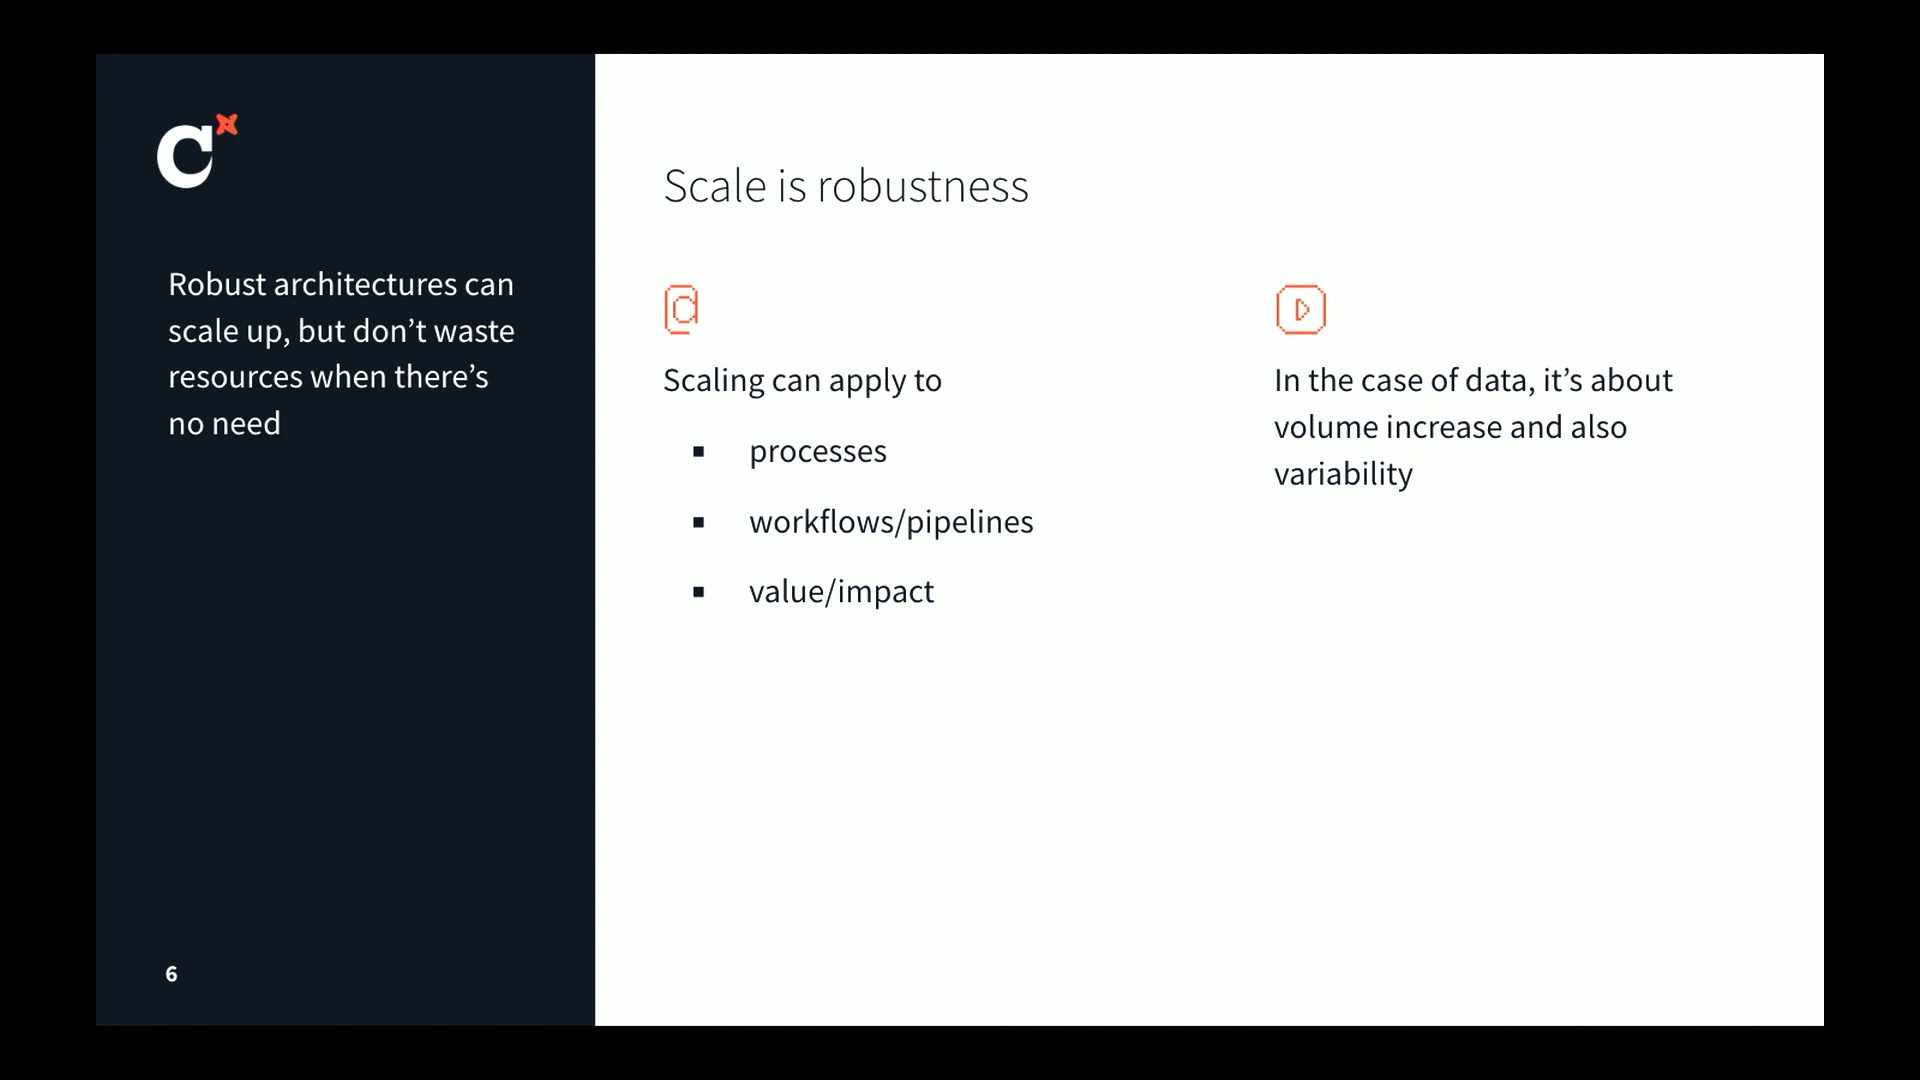 C
Robust architectures can
scale up, but don’t waste
resources when there’s
no need
6
Scale is robustness
@
Scaling can apply to
▪ processes
▪ workflows/pipelines
▪ value/impact
In the case of data, it’s about
volume increase and also
variability